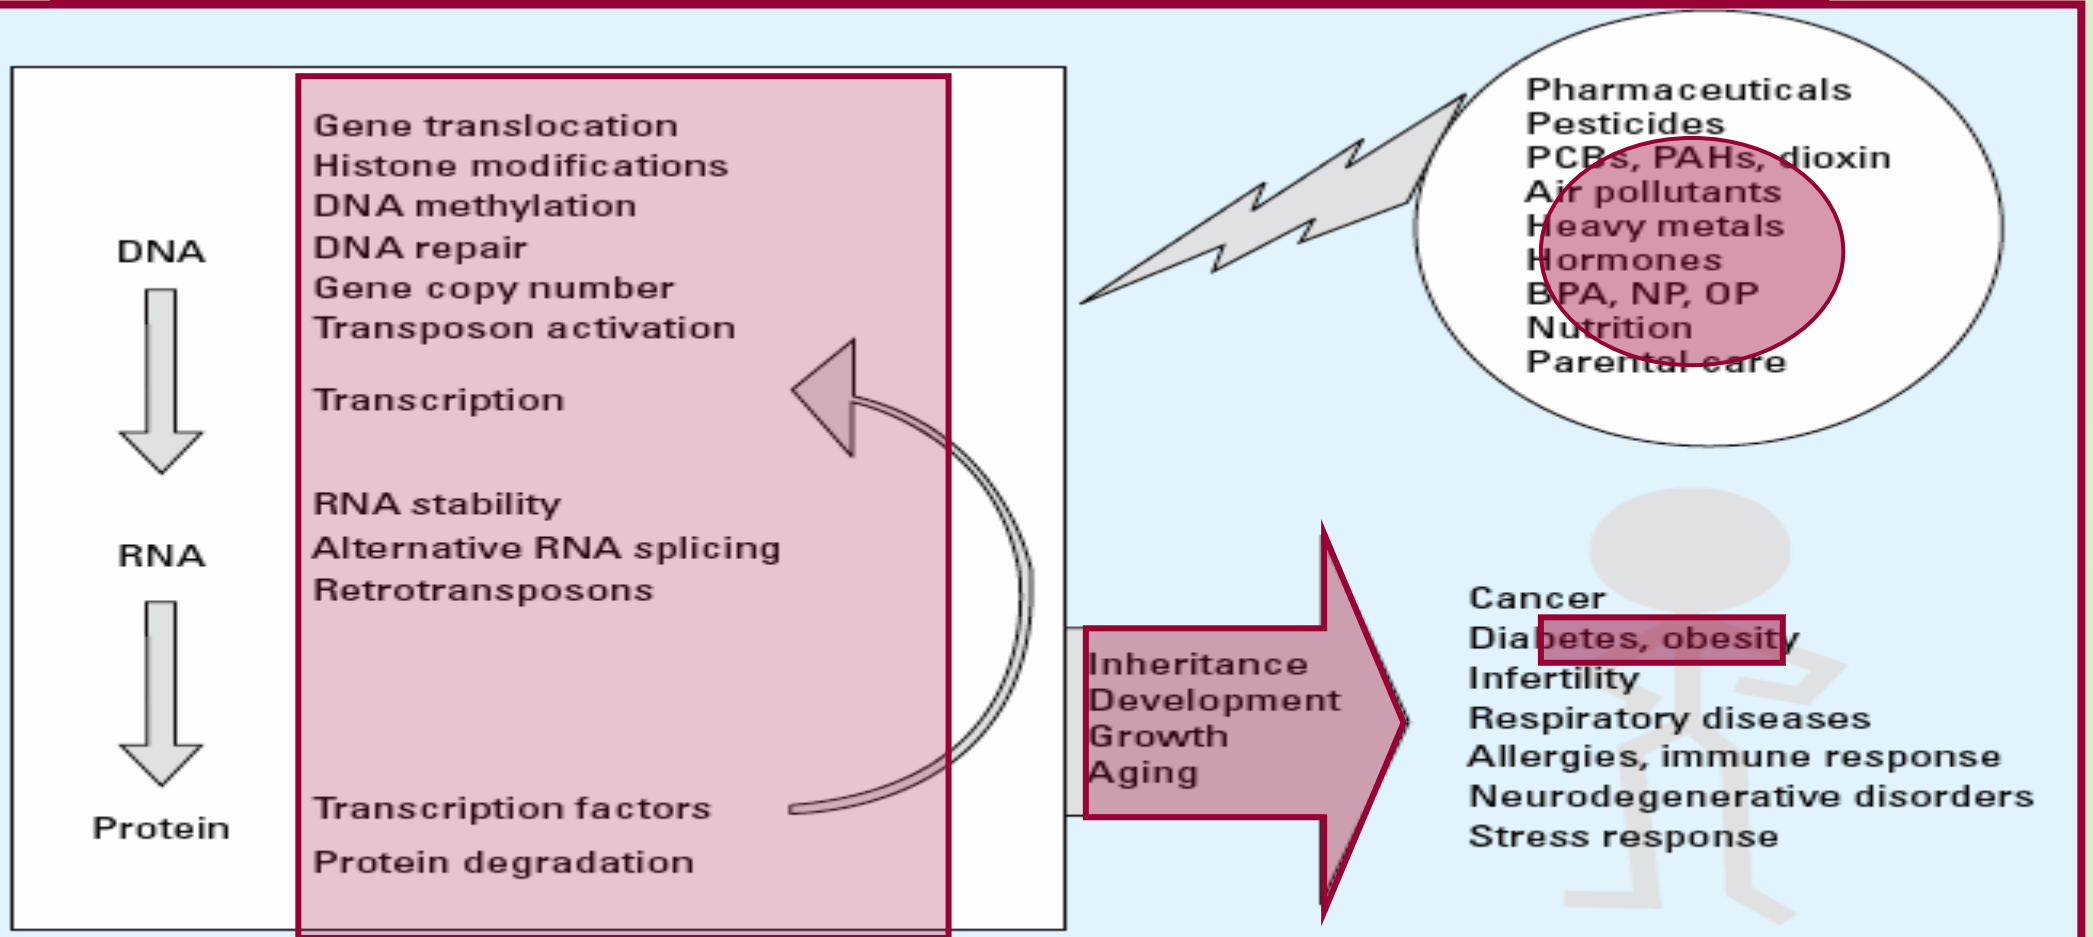 DNA
RNA
Protein
Gene translocation
Histone modifications
DNA methylation
DNA repair
Gene copy number
Transposon activation
Transcription
RNA stability
Alternative RNA splicing
Retrotransposons
Transcription factors
Protein degradation
Pharmaceuticals
Pesticides
PCBs, PAHs, dioxin
Air pollutants
Heavy metals
Hormones
BPA, NP, OP
Nutrition
Parental care
Inheritance
Development
Growth
Aging
Cancer
Diabetes, obesity
Infertility
Respiratory diseases
Allergies, immune response
Neurodegenerative disorders
Stress response